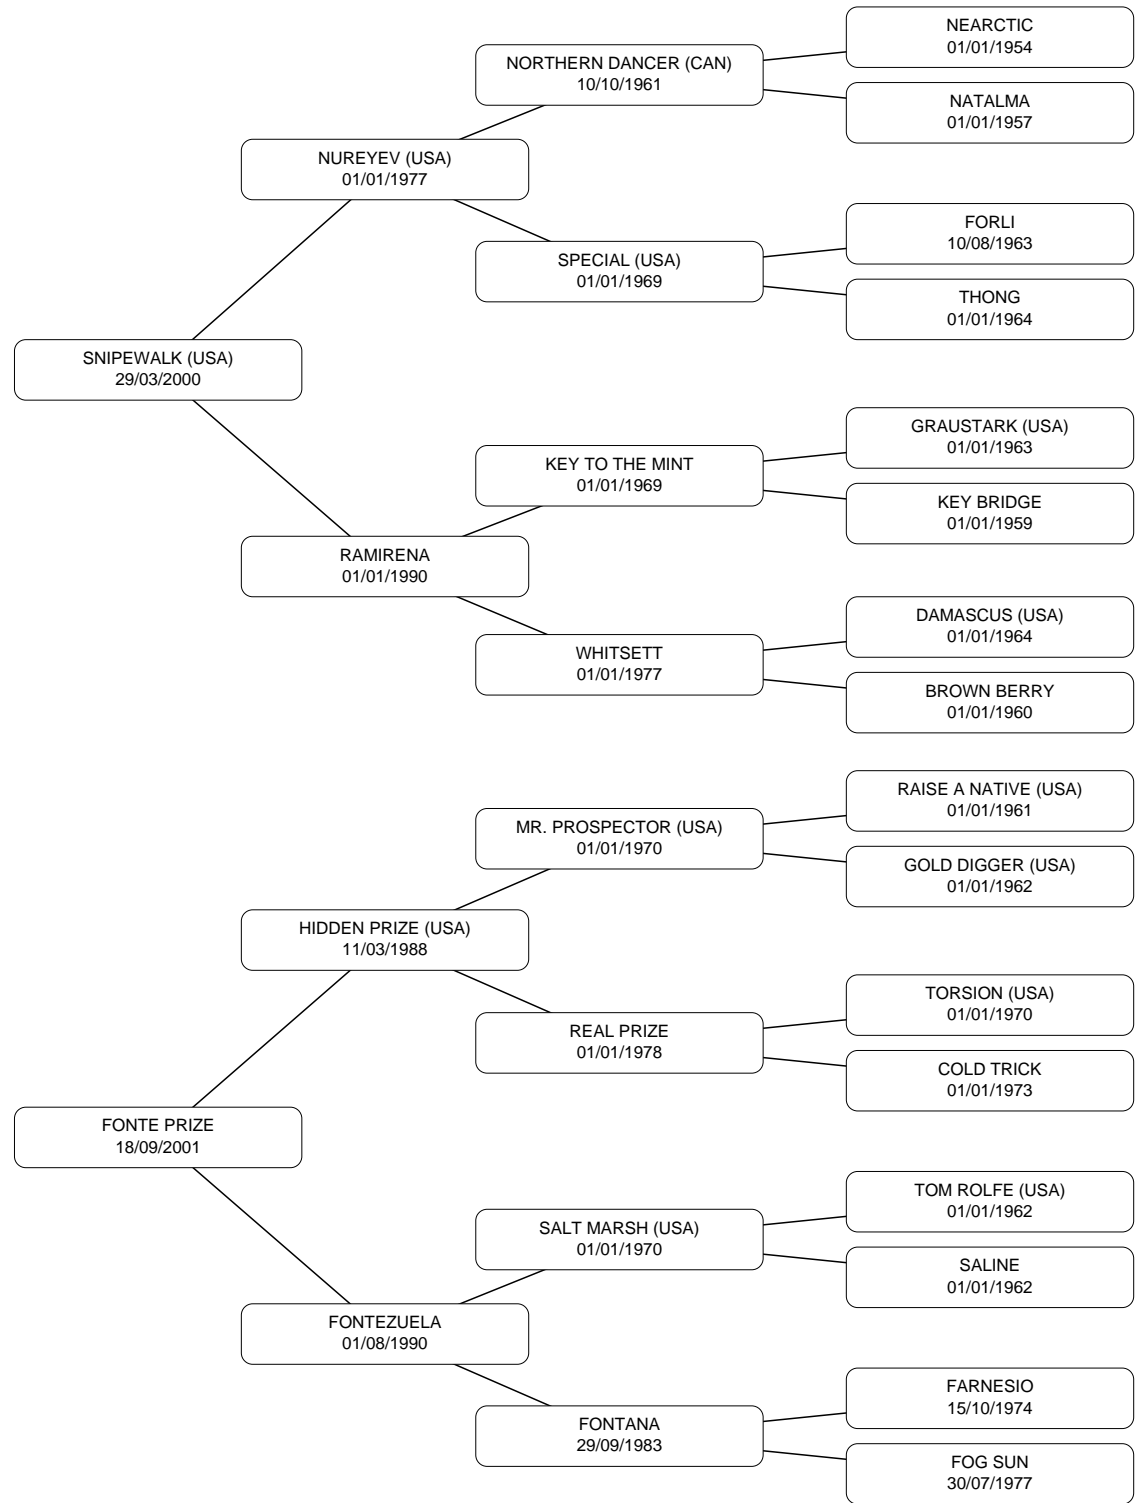 NEARCTIC
01/01/1954
NORTHERN DANCER (CAN)
10/10/1961
NATALMA
01/01/1957
NUREYEV (USA)
01/01/1977
FORLI
10/08/1963
SPECIAL (USA)
01/01/1969
THONG
01/01/1964
SNIPEWALK (USA)
29/03/2000
GRAUSTARK (USA)
01/01/1963
KEY TO THE MINT
01/01/1969
KEY BRIDGE
01/01/1959
RAMIRENA
01/01/1990
DAMASCUS (USA)
01/01/1964
WHITSETT
01/01/1977
BROWN BERRY
01/01/1960
RAISE A NATIVE (USA)
01/01/1961
MR. PROSPECTOR (USA)
01/01/1970
GOLD DIGGER (USA)
01/01/1962
HIDDEN PRIZE (USA)
11/03/1988
TORSION (USA)
01/01/1970
REAL PRIZE
01/01/1978
COLD TRICK
01/01/1973
FONTE PRIZE
18/09/2001
TOM ROLFE (USA)
01/01/1962
SALT MARSH (USA)
01/01/1970
SALINE
01/01/1962
FONTEZUELA
01/08/1990
FARNESIO
15/10/1974
FONTANA
29/09/1983
FOG SUN
30/07/1977